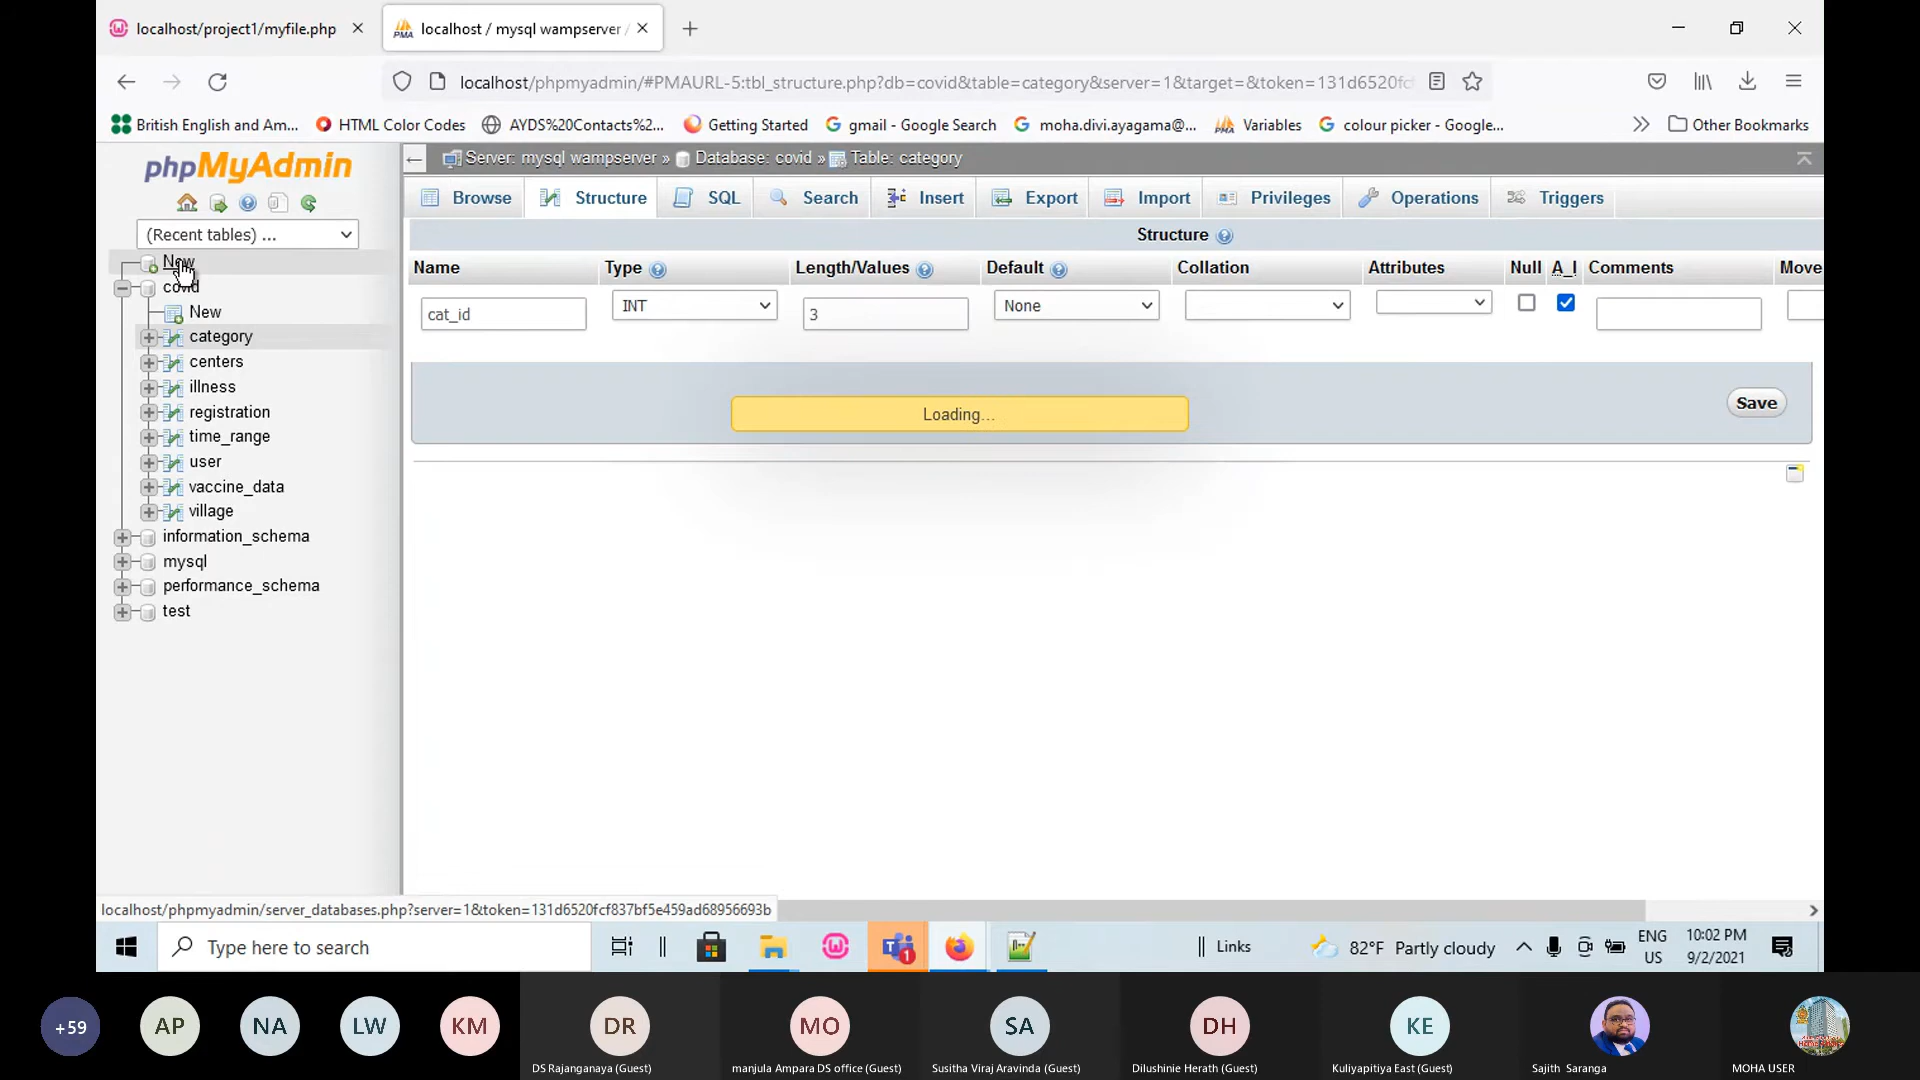 localhost/project1/myfile.php
localhost / mysql wampserver /
localhost/phpmyadmin/#PMAURL-5:tbl_structure.php?db=covid&table=category&server=1&target=&token=131d6520fcf
British English and Am...
HTML Color Codes
AYDS%20Contacts%2...
Getting Started
gmail - Google Search
moha.divi.ayagama@...
Variables
colour picker - Google...
Other Bookmarks
phpMyAdmin
Server: mysql wampserver » Database: covid » Table: category
Browse
Structure
SQL
Search
Insert
Export
Import
Privileges
Operations
Triggers
(Recent tables) ...
Structure
New
covid
New
category
centers
illness
registration
time_range
user
vaccine_data
village
information_schema
mysql
performance_schema
test
Name
Type
Length/Values
Default
Collation
Attributes
Null
A_I
Comments
Move
cat_id
INT
3
None
Loading...
Save
localhost/phpmyadmin/server_databases.php?server=1&token=131d6520fcf837bf5e459ad68956693b
Type here to search
Links
82°F Partly cloudy
ENG
US
10:02 PM
9/2/2021
+59
AP
NA
LW
KM
DR
MO
SA
DH
KE
DS Rajanganaya (Guest)
manjula Ampara DS office (Guest)
Susitha Viraj Aravinda (Guest)
Dilushinie Herath (Guest)
Kuliyapitiya East (Guest)
Sajith Saranga
MOHA USER